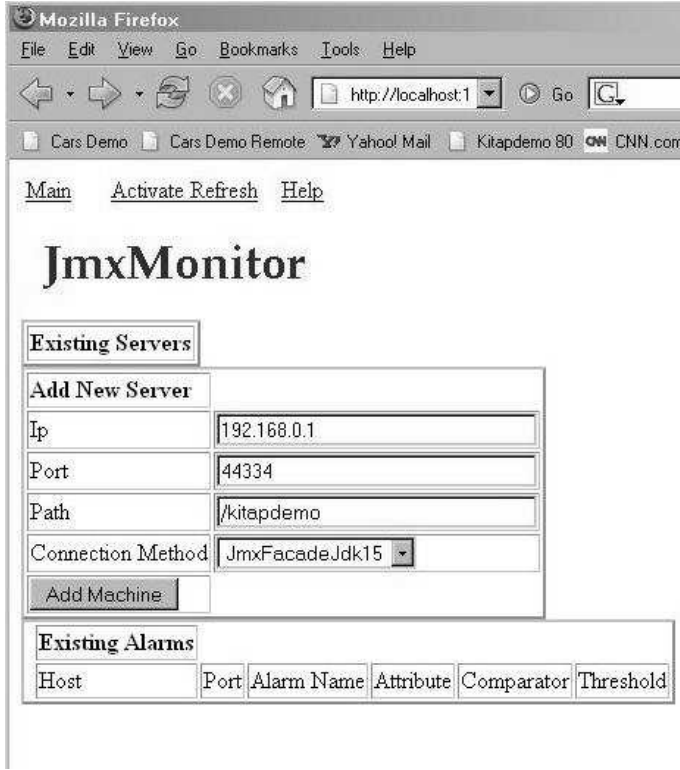 Mozilla Firefox
File Edit View Go Bookmarks Tools Help
http://localhost:1 Go G
Cars Demo Cars Demo Remote Y! Yahoo! Mail Kitapdemo 80 CNN CNN.com
Main Activate Refresh Help
JmxMonitor
Existing Servers
Add New Server
Ip 192.168.0.1
Port 44334
Path /kitapdemo
Connection Method JmxFacadeJdk15
Add Machine
Existing Alarms
Host Port Alarm Name Attribute Comparator Threshold